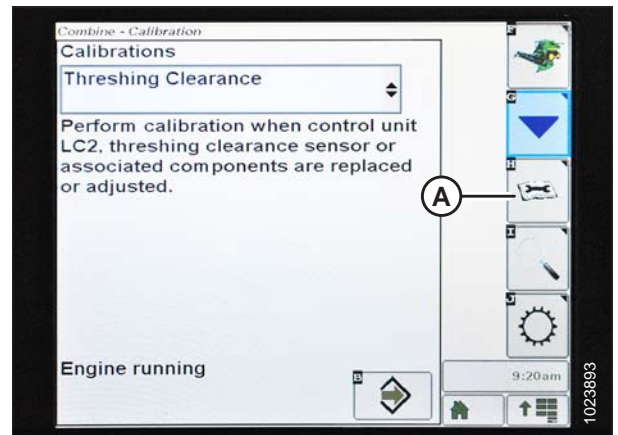 Combine - Calibration
Calibrations
Threshing Clearance
Perform calibration when control unit
LC2, threshing clearance sensor or
associated components are replaced
or adjusted.
Engine running
F
G
H
I
J
B
A
9:20am
1023893